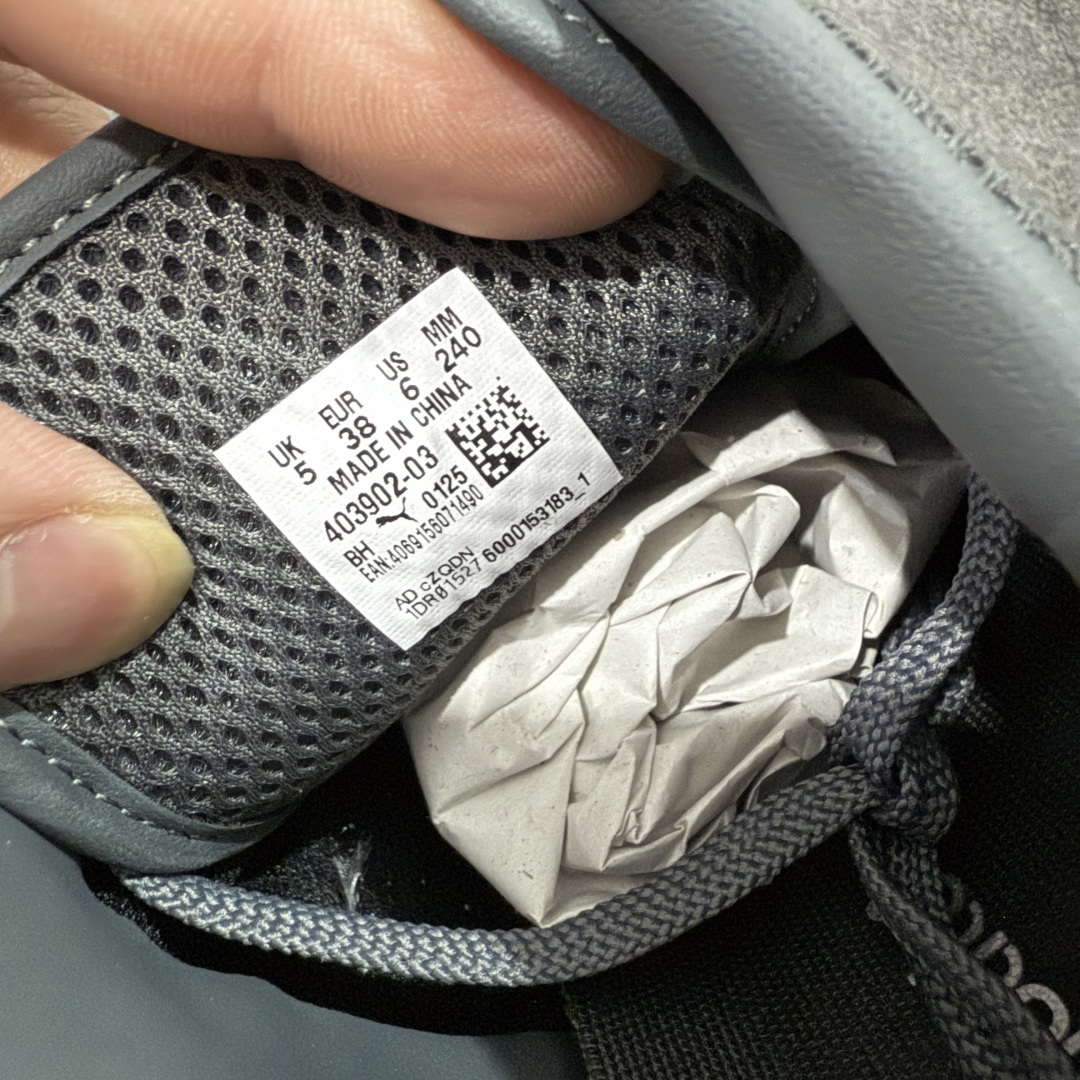 UK EUR US MM
5 38 6 240
MADE IN CHINA
403902-03
BH 0125
EAN:4069156071490
AD cZQDN
1DR01527 6000153183_1